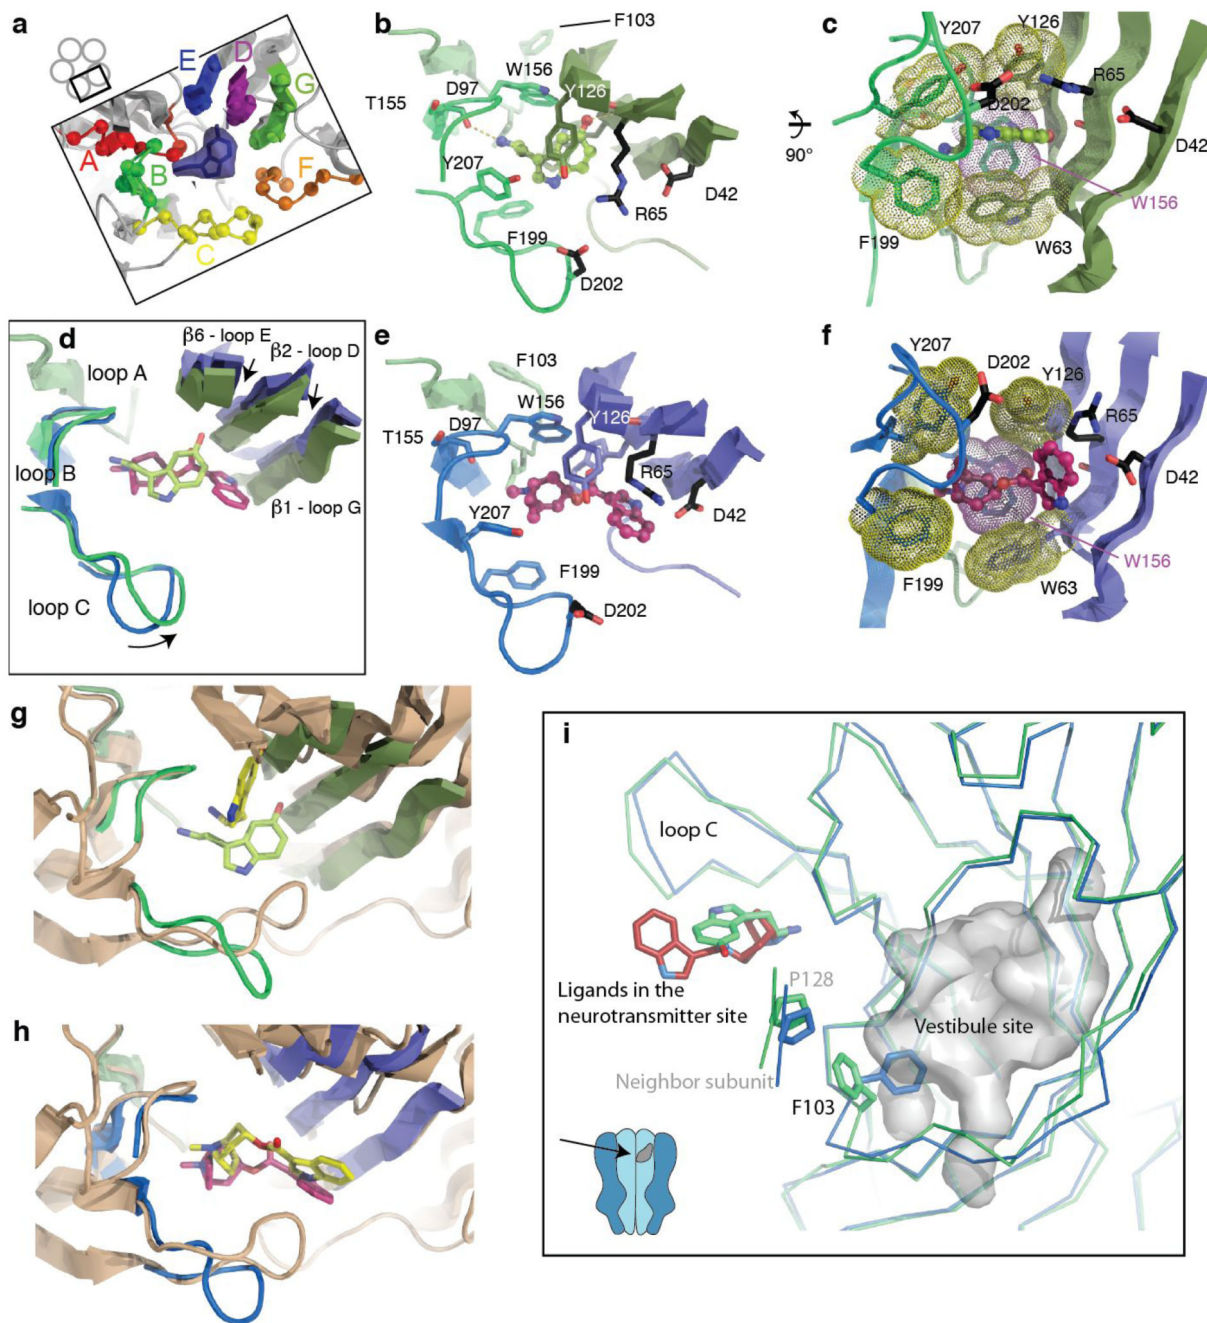 a
E
D
G
A
B
F
C
b
F103
W156
D97
T155
Y126
Y207
D42
R65
F199
D202
90°
c
Y207
Y126
R65
D202
D42
W156
F199
W63
d
β6 - loop E
β2 - loop D
loop A
loop B
β1 - loop G
loop C
e
F103
W156
Y126
D97
T155
R65
D42
Y207
F199
D202
f
Y207
D202
Y126
R65
D42
W156
F199
W63
g
h
i
loop C
P128
Ligands in the
neurotransmitter site
Vestibule site
Neighbor subunit
F103